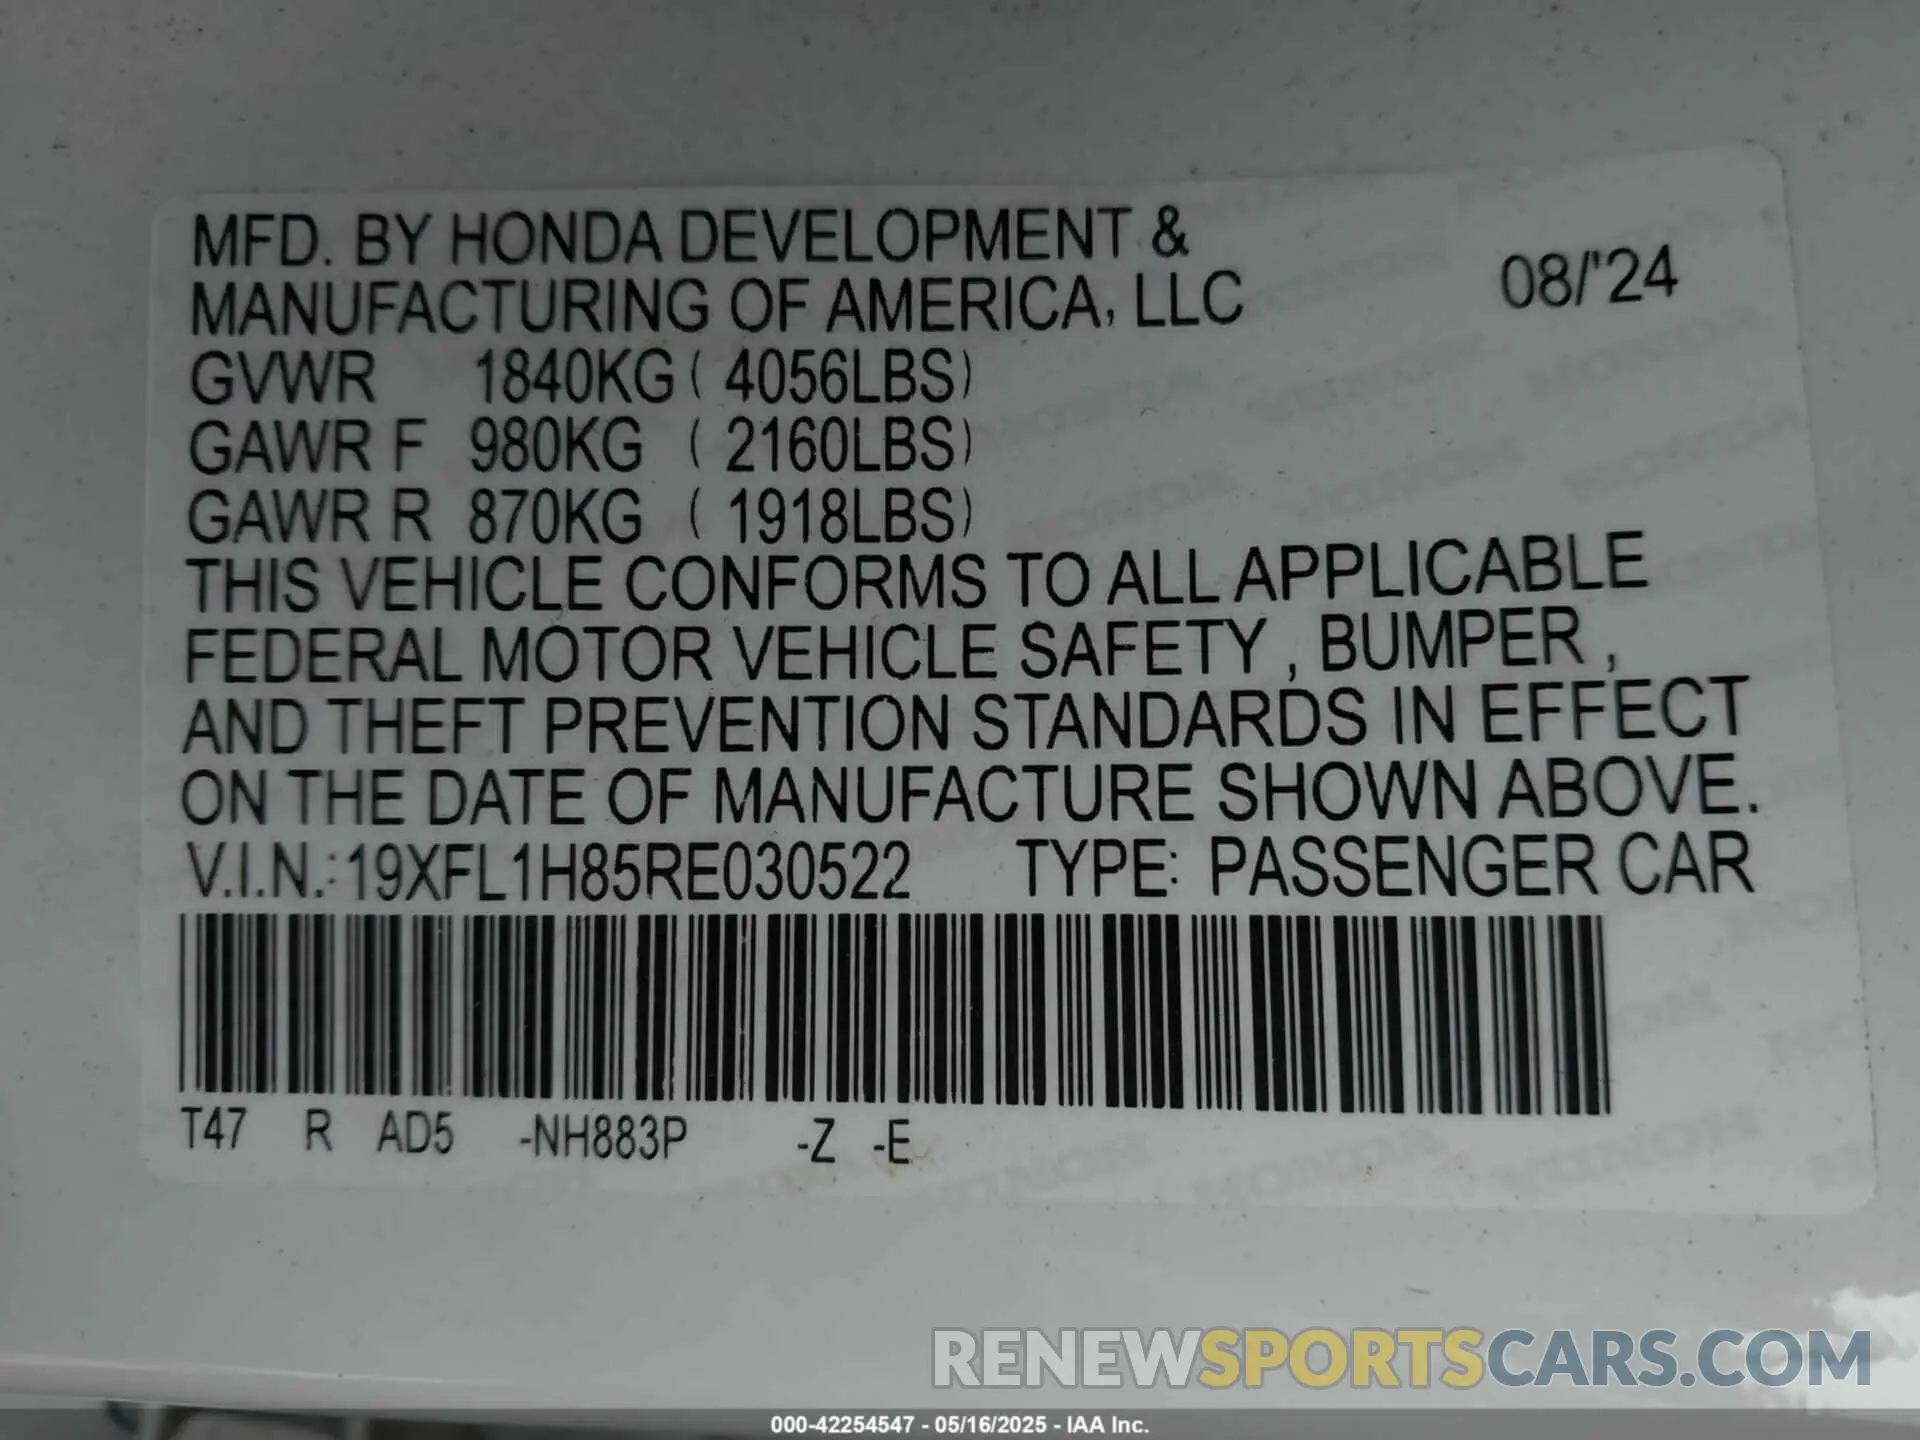 MFD. BY HONDA DEVELOPMENT &
MANUFACTURING OF AMERICA, LLC 08/'24
GVWR 1840KG ( 4056LBS)
GAWR F 980KG ( 2160LBS)
GAWR R 870KG ( 1918LBS)
THIS VEHICLE CONFORMS TO ALL APPLICABLE
FEDERAL MOTOR VEHICLE SAFETY , BUMPER ,
AND THEFT PREVENTION STANDARDS IN EFFECT
ON THE DATE OF MANUFACTURE SHOWN ABOVE.
V.I.N.: 19XFL1H85RE030522 TYPE: PASSENGER CAR
T47 R AD5 -NH883P -Z -E
RENEWSPORTSCARS.COM
000-42254547 - 05/16/2025 - IAA Inc.